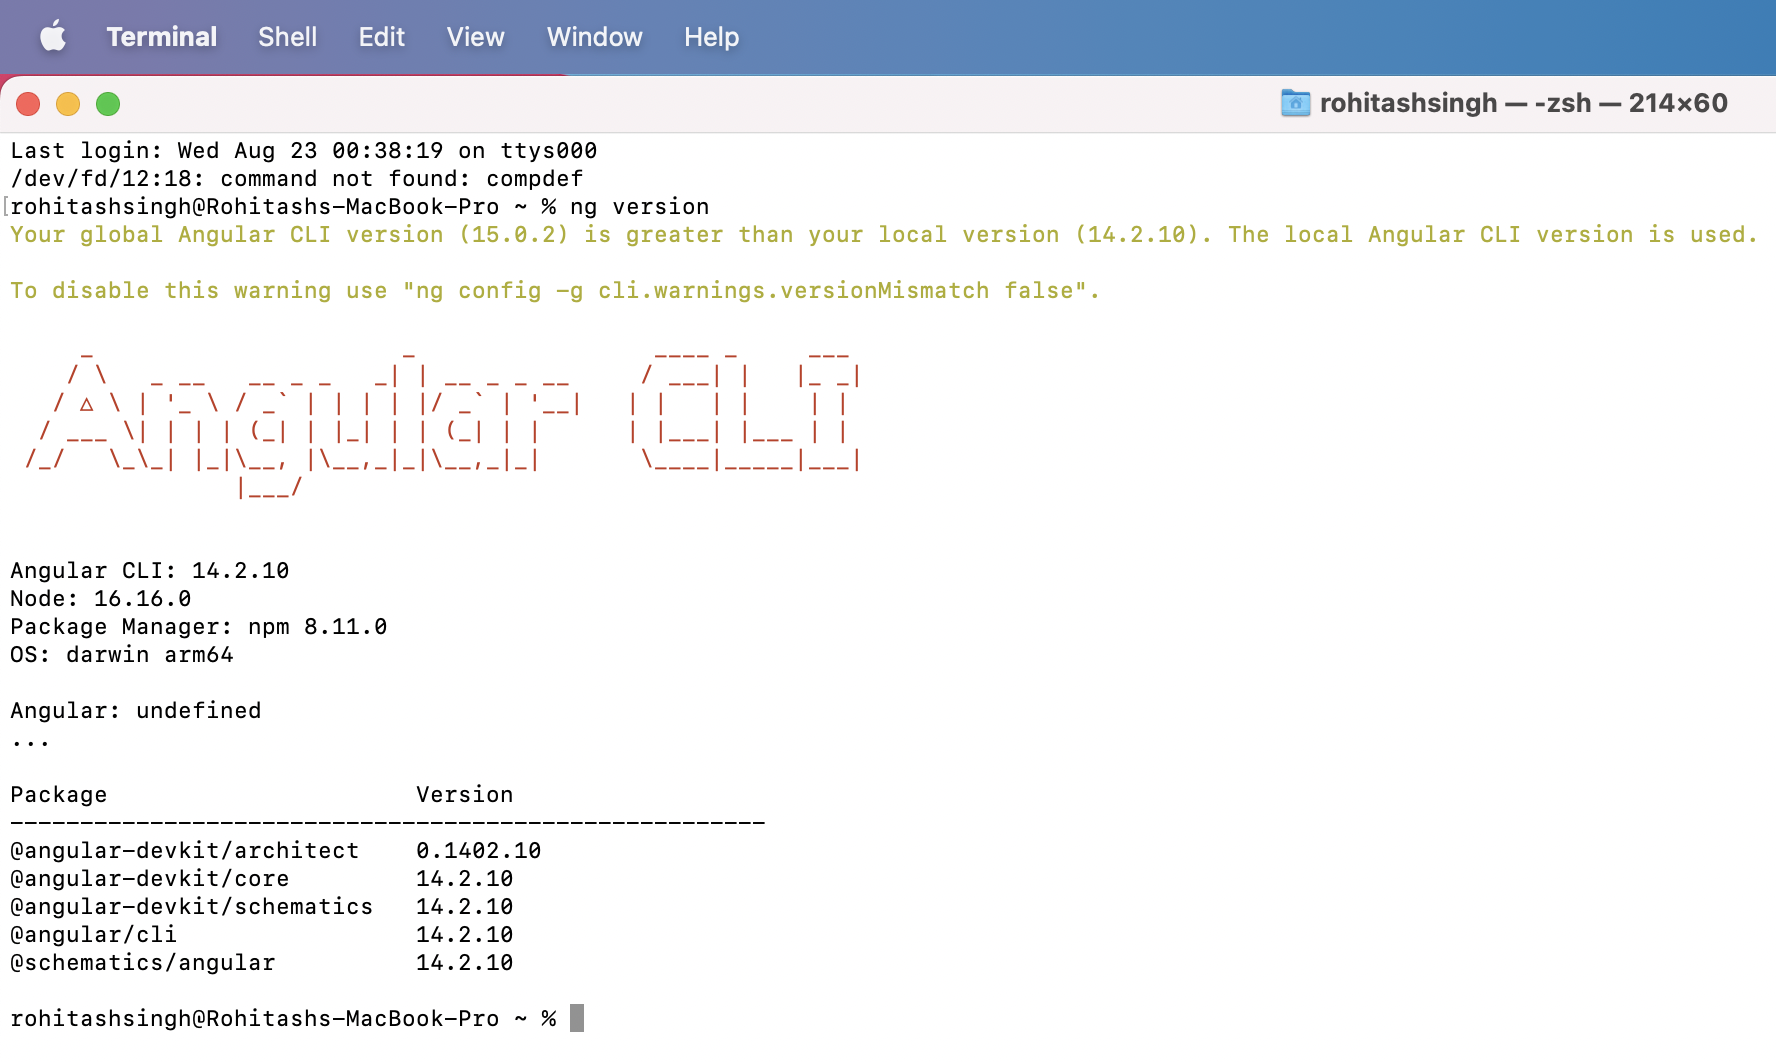 Terminal Shell Edit View Window Help
rohitashsingh — -zsh — 214×60
Last login: Wed Aug 23 00:38:19 on ttys000
/dev/fd/12:18: command not found: compdef
rohitashsingh@Rohitashs-MacBook-Pro ~ % ng version
Your global Angular CLI version (15.0.2) is greater than your local version (14.2.10). The local Angular CLI version is used.
To disable this warning use "ng config -g cli.warnings.versionMismatch false".
Angular CLI
Angular CLI: 14.2.10
Node: 16.16.0
Package Manager: npm 8.11.0
OS: darwin arm64
Angular: undefined
...
Package Version
------------------------------------------------------
@angular-devkit/architect 0.1402.10
@angular-devkit/core 14.2.10
@angular-devkit/schematics 14.2.10
@angular/cli 14.2.10
@schematics/angular 14.2.10
rohitashsingh@Rohitashs-MacBook-Pro ~ %